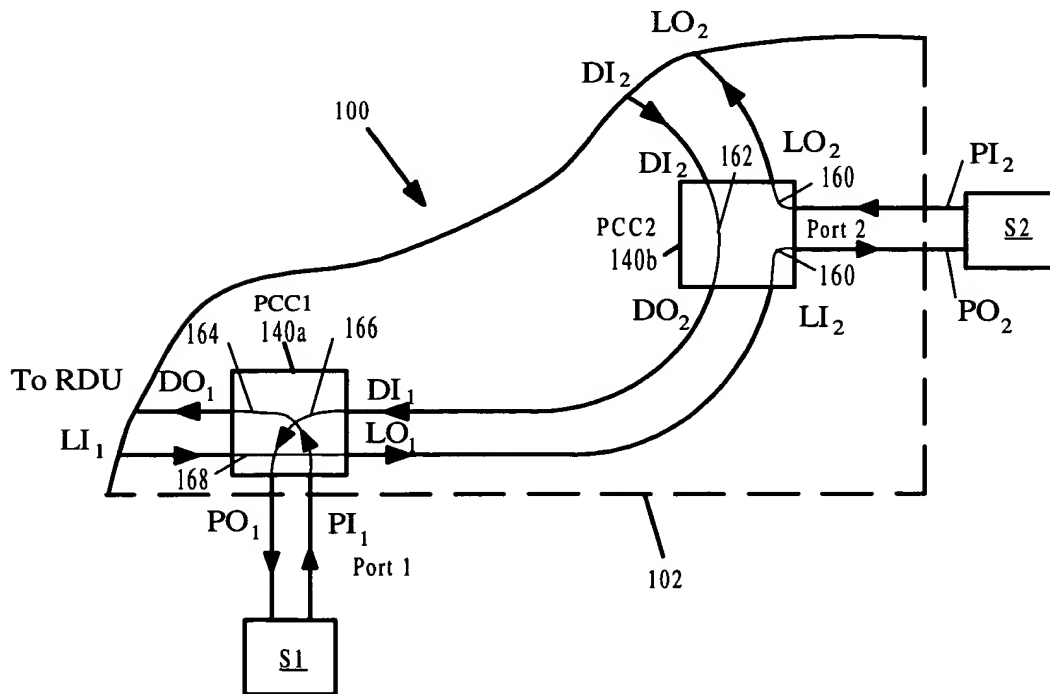 LO₂
DI₂
100
DI₂
162
LO₂
160
PI₂
PCC2
140b
Port 2
S2
160
DO₂
LI₂
PO₂
PCC1
140a
164
166
To RDU
DO₁
DI₁
LI₁
LO₁
168
PO₁
PI₁
Port 1
102
S1